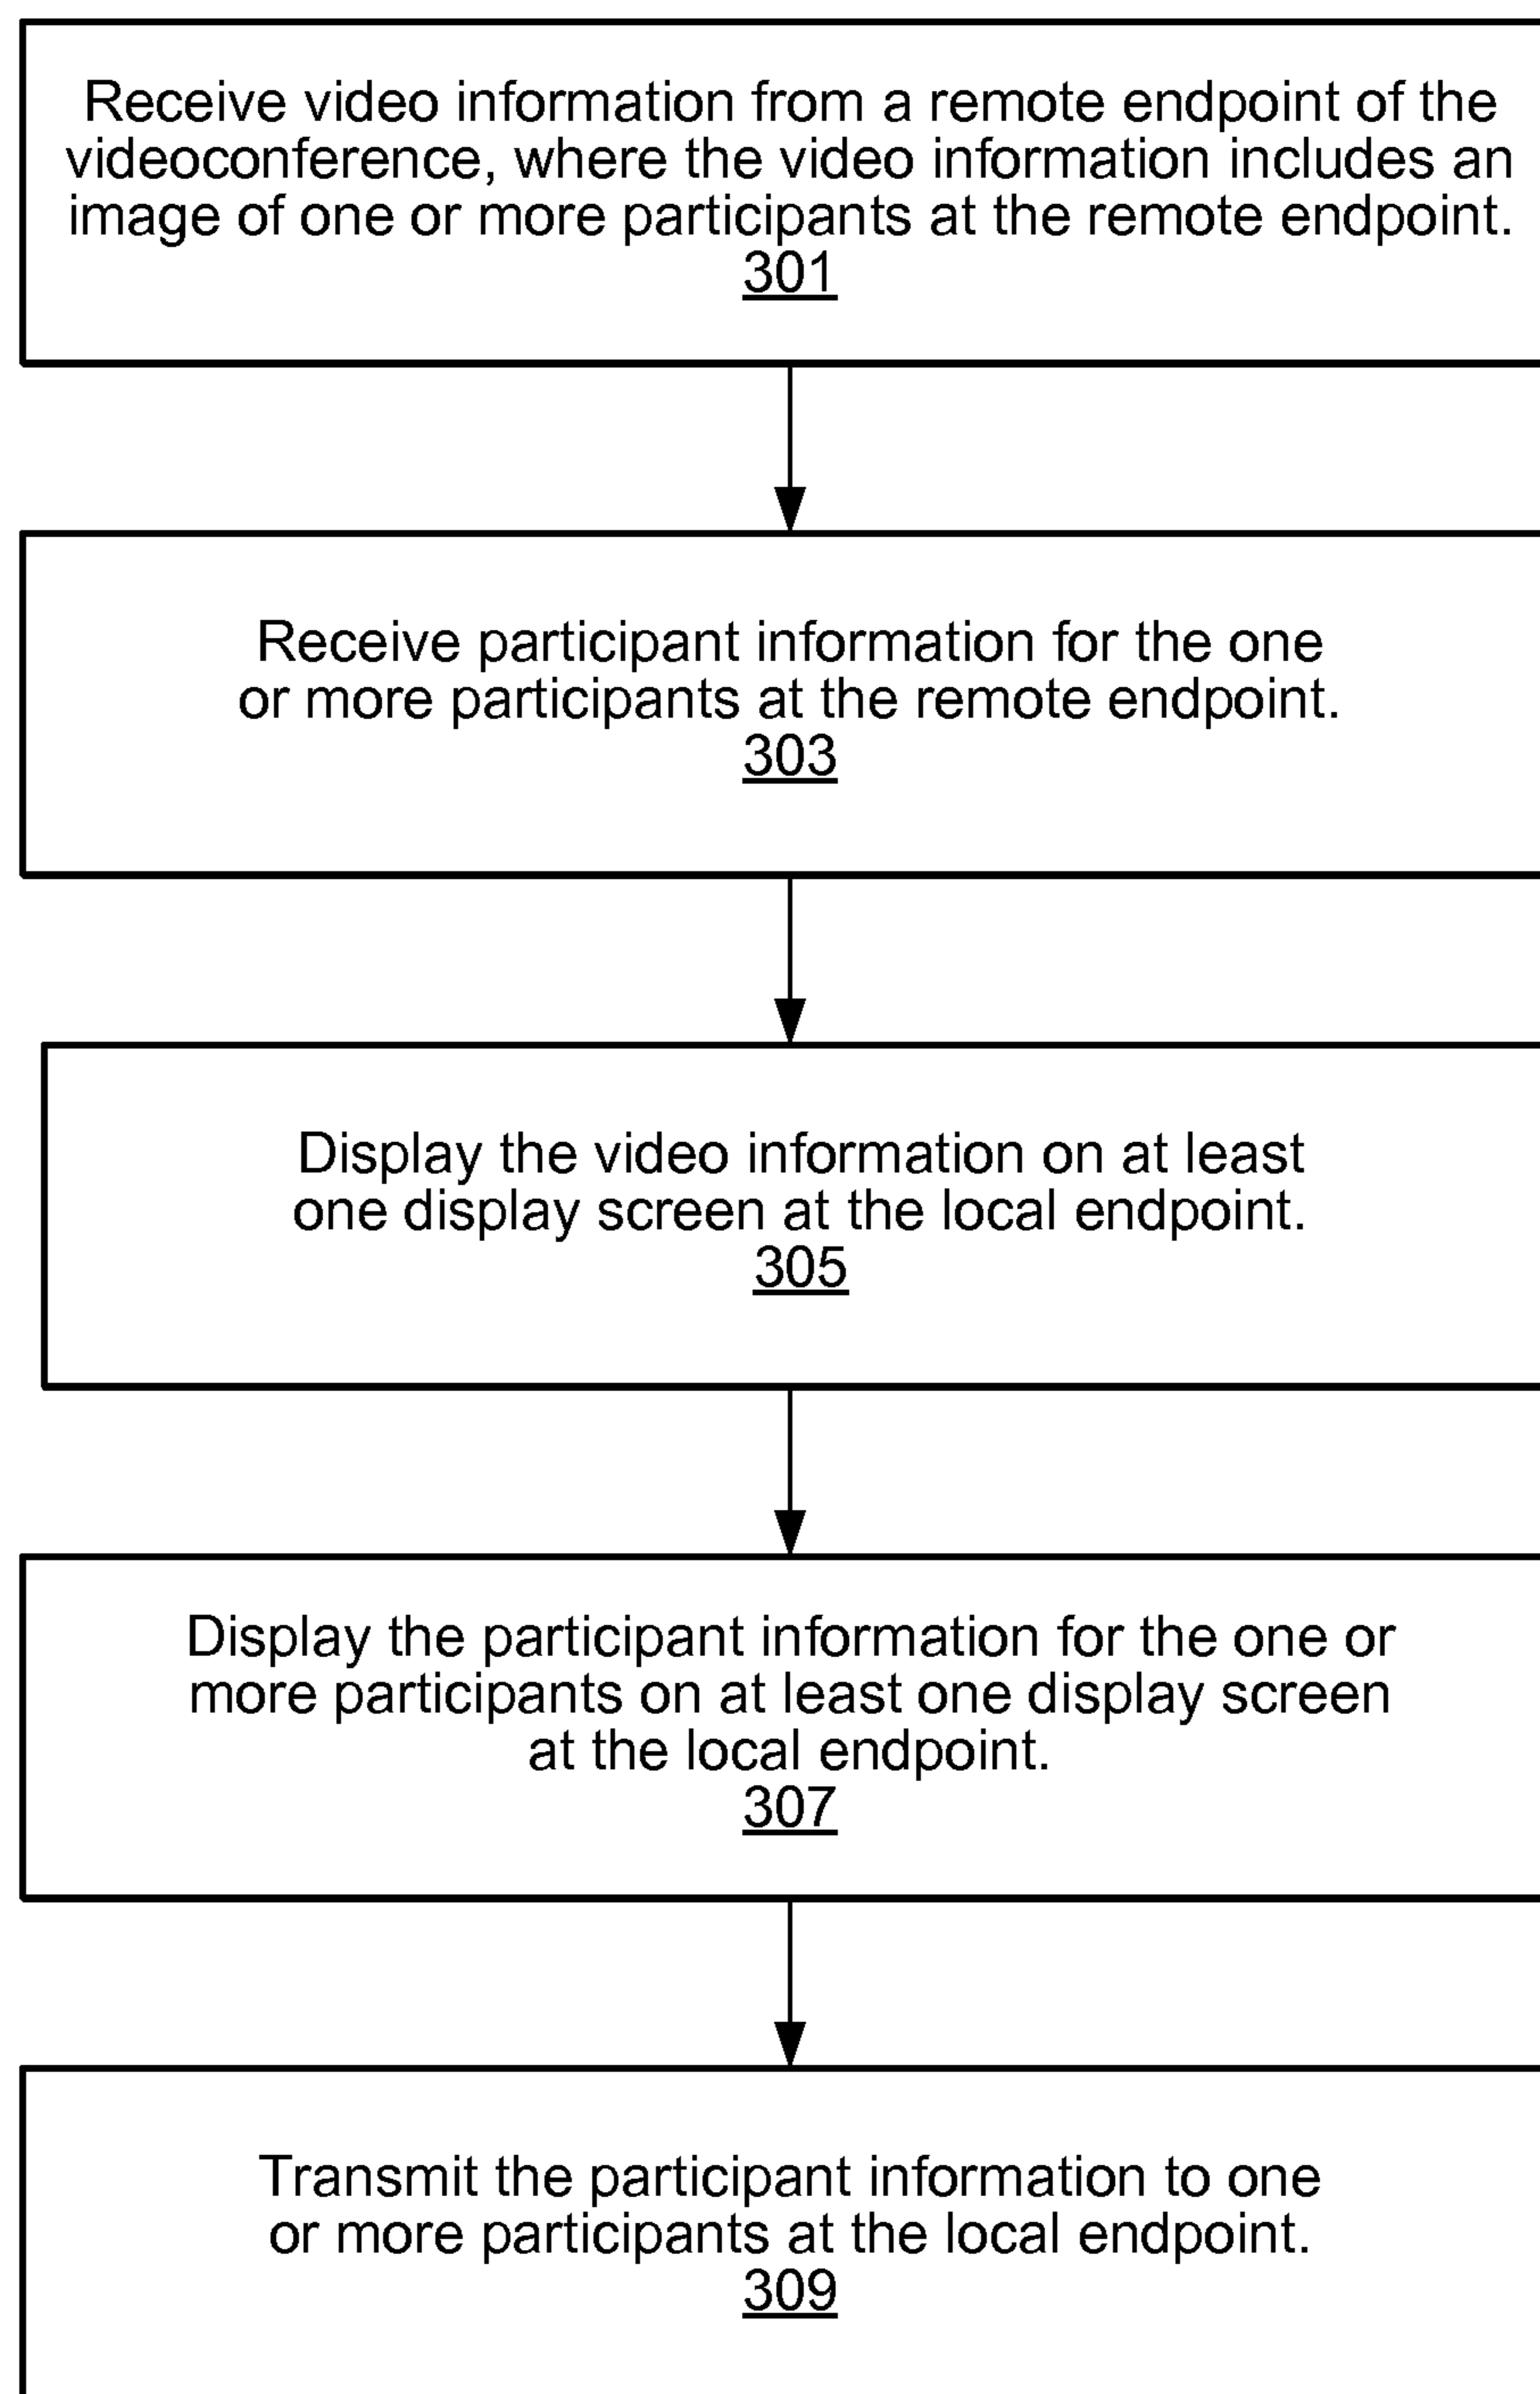 Receive video information from a remote endpoint of the
videoconference, where the video information includes an
image of one or more participants at the remote endpoint.
301
Receive participant information for the one
or more participants at the remote endpoint.
303
Display the video information on at least
one display screen at the local endpoint.
305
Display the participant information for the one or
more participants on at least one display screen
at the local endpoint.
307
Transmit the participant information to one
or more participants at the local endpoint.
309